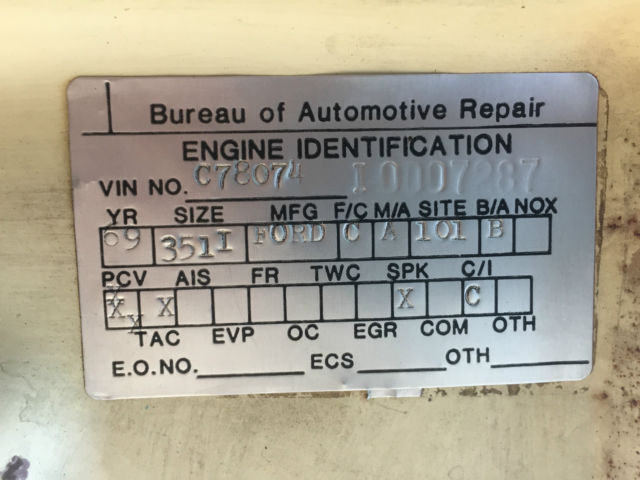 Bureau of Automotive Repair
ENGINE IDENTIFICATION
VIN NO. C78074 I0007287
YR SIZE MFG F/C M/A SITE B/A NOX
69 351I FORD C A 101 B
PCV AIS FR TWC SPK C/I
X X X C
X
TAC EVP OC EGR COM OTH
E.O.NO. ECS OTH